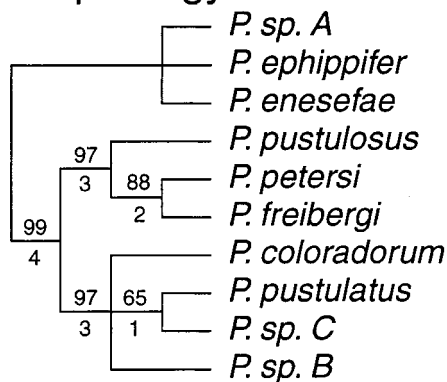 P. sp. A
P. ephippifer
P. enesefae
97 P. pustulosus
3 88 P. petersi
2 P. freibergi
99
4 P. coloradorum
97 65 P. pustulatus
3 1 P. sp. C
P. sp. B